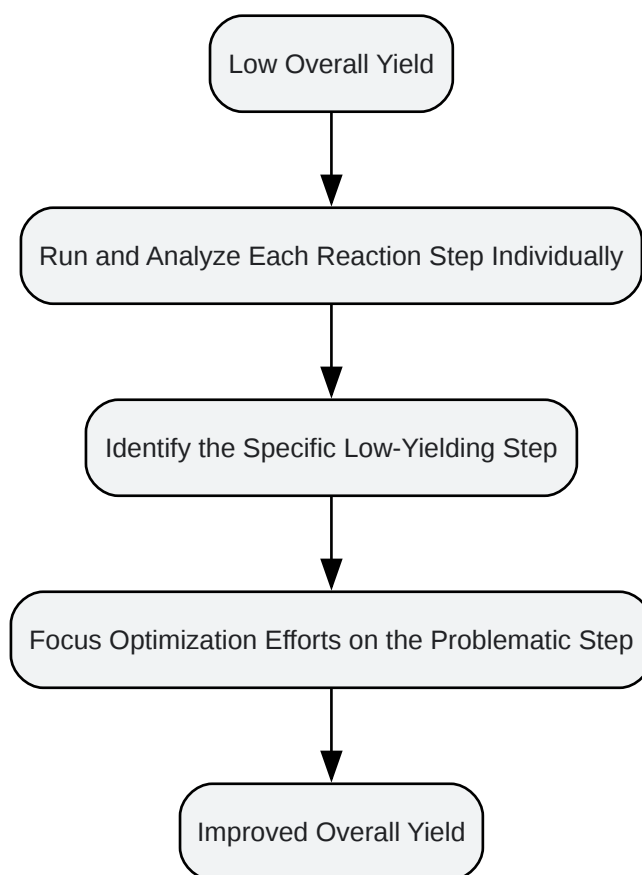 Low Overall Yield
Run and Analyze Each Reaction Step Individually
Identify the Specific Low-Yielding Step
Focus Optimization Efforts on the Problematic Step
Improved Overall Yield